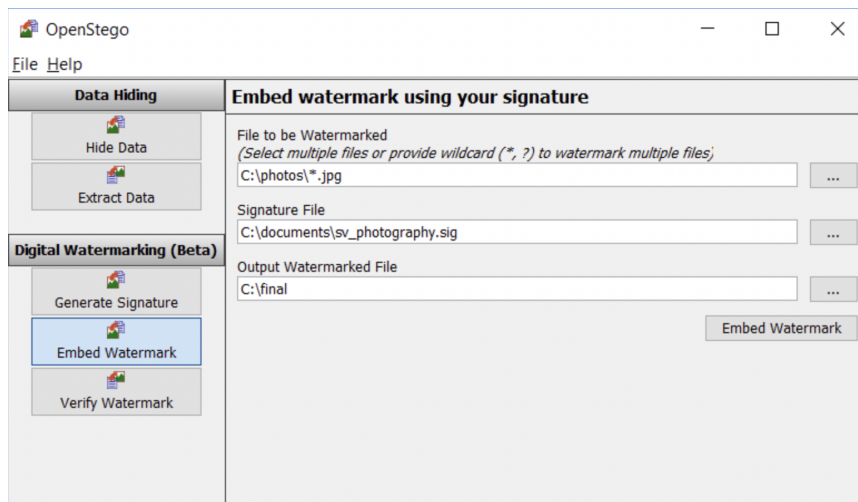 OpenStego
File Help
Data Hiding
Hide Data
Extract Data
Digital Watermarking (Beta)
Generate Signature
Embed Watermark
Verify Watermark
Embed watermark using your signature
File to be Watermarked
(Select multiple files or provide wildcard (*, ?) to watermark multiple files)
C:\photos\*.jpg
...
Signature File
C:\documents\sv_photography.sig
...
Output Watermarked File
C:\final
...
Embed Watermark